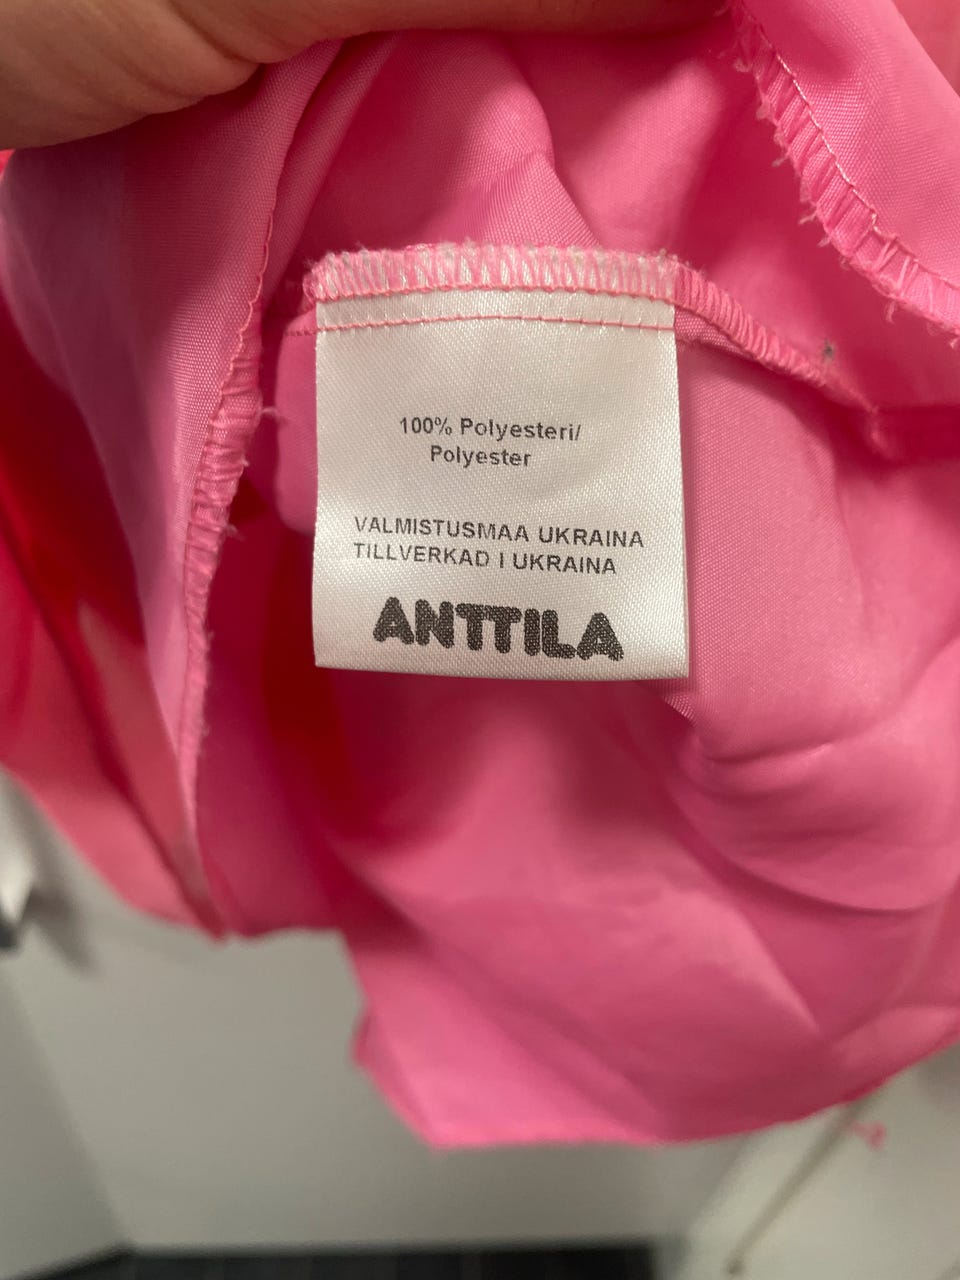 100% Polyesteri/
Polyester
VALMISTUSMAA UKRAINA
TILLVERKAD I UKRAINA
ANTTILA